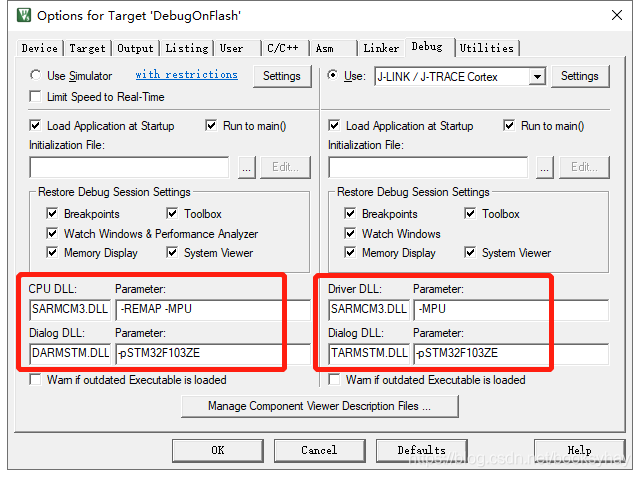 Options for Target 'DebugOnFlash'
Device Target Output Listing User C/C++ Asm Linker Debug Utilities
Use Simulator with restrictions Settings
Use: J-LINK / J-TRACE Cortex Settings
Limit Speed to Real-Time
Load Application at Startup Run to main()
Load Application at Startup Run to main()
Initialization File:
Initialization File:
... Edit...
... Edit...
Restore Debug Session Settings
Breakpoints Toolbox
Watch Windows & Performance Analyzer
Memory Display System Viewer
Restore Debug Session Settings
Breakpoints Toolbox
Watch Windows
Memory Display System Viewer
CPU DLL: Parameter:
SARMCM3.DLL -REMAP -MPU
Dialog DLL: Parameter:
DARMSTM.DLL -pSTM32F103ZE
Driver DLL: Parameter:
SARMCM3.DLL -MPU
Dialog DLL: Parameter:
TARMSTM.DLL -pSTM32F103ZE
Warn if outdated Executable is loaded
Warn if outdated Executable is loaded
Manage Component Viewer Description Files ...
OK Cancel Defaults Help